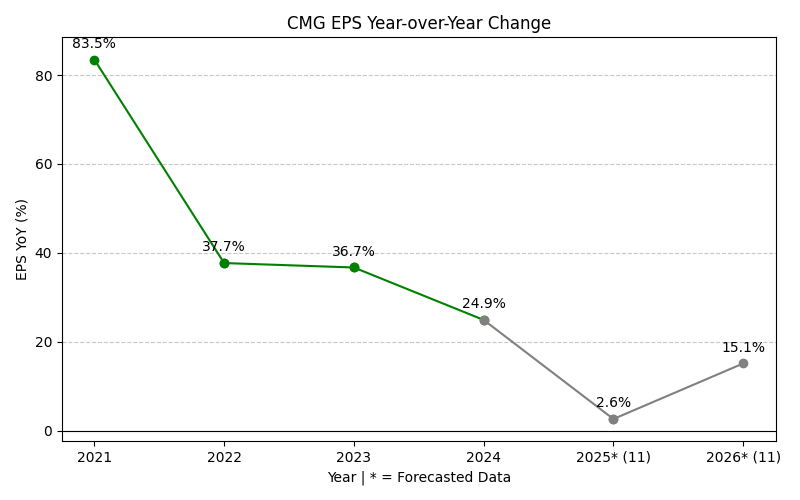 CMG EPS Year-over-Year Change
83.5%
80
60
37.7%
36.7%
40
24.9%
20
15.1%
2.6%
0
EPS YoY (%)
2021 2022 2023 2024 2025* (11) 2026* (11)
Year | * = Forecasted Data